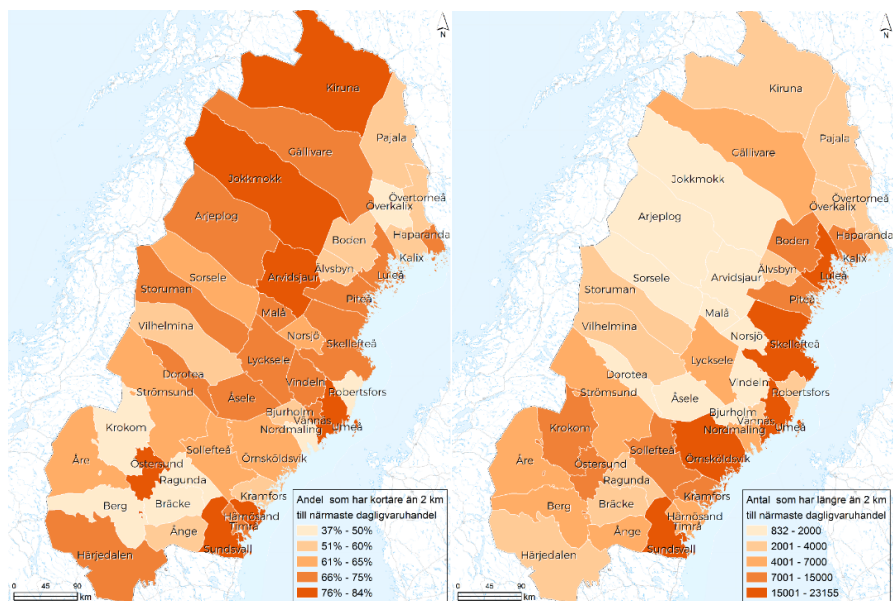 N
Kiruna
Pajala
Gällivare
Jokkmokk
Övertorneå
Överkalix
Arjeplog
Haparanda
Boden
Kalix
Älvsbyn
Sorsele
Arvidsjaur
Luleå
Storuman
Piteå
Malå
Vilhelmina
Norsjö
Skellefteå
Lycksele
Dorotea
Vindeln
Åsele
Robertsfors
Strömsund
Bjurholm
Vännäs
Umeå
Krokom
Nordmaling
Sollefteå
Åre
Östersund
Örnsköldsvik
Ragunda
Kramfors
Berg
Bräcke
Härnösand
Timrå
Ånge
Sundsvall
Härjedalen
Andel som har kortare än 2 km
till närmaste dagligvaruhandel
37% - 50%
51% - 60%
61% - 65%
66% - 75%
76% - 84%
0 45 90
km
N
Kiruna
Pajala
Gällivare
Jokkmokk
Övertorneå
Överkalix
Arjeplog
Haparanda
Boden
Kalix
Älvsbyn
Sorsele
Arvidsjaur
Luleå
Storuman
Piteå
Malå
Vilhelmina
Norsjö
Skellefteå
Lycksele
Dorotea
Vindeln
Åsele
Robertsfors
Strömsund
Bjurholm
Vännäs
Umeå
Krokom
Nordmaling
Sollefteå
Åre
Östersund
Örnsköldsvik
Ragunda
Kramfors
Berg
Bräcke
Härnösand
Timrå
Ånge
Sundsvall
Härjedalen
Antal som har längre än 2 km
till närmaste dagligvaruhandel
832 - 2000
2001 - 4000
4001 - 7000
7001 - 15000
15001 - 23155
0 45 90
km